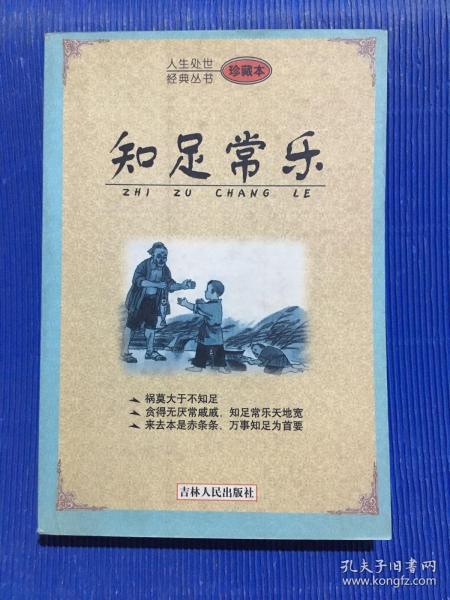 人生处世
经典丛书
珍藏本
知足常乐
ZHI ZU CHANG LE
祸莫大于不知足
贪得无厌常戚戚、知足常乐天地宽
来去本是赤条条、万事知足为首要
吉林人民出版社
孔夫子旧书网
www.kongfz.com